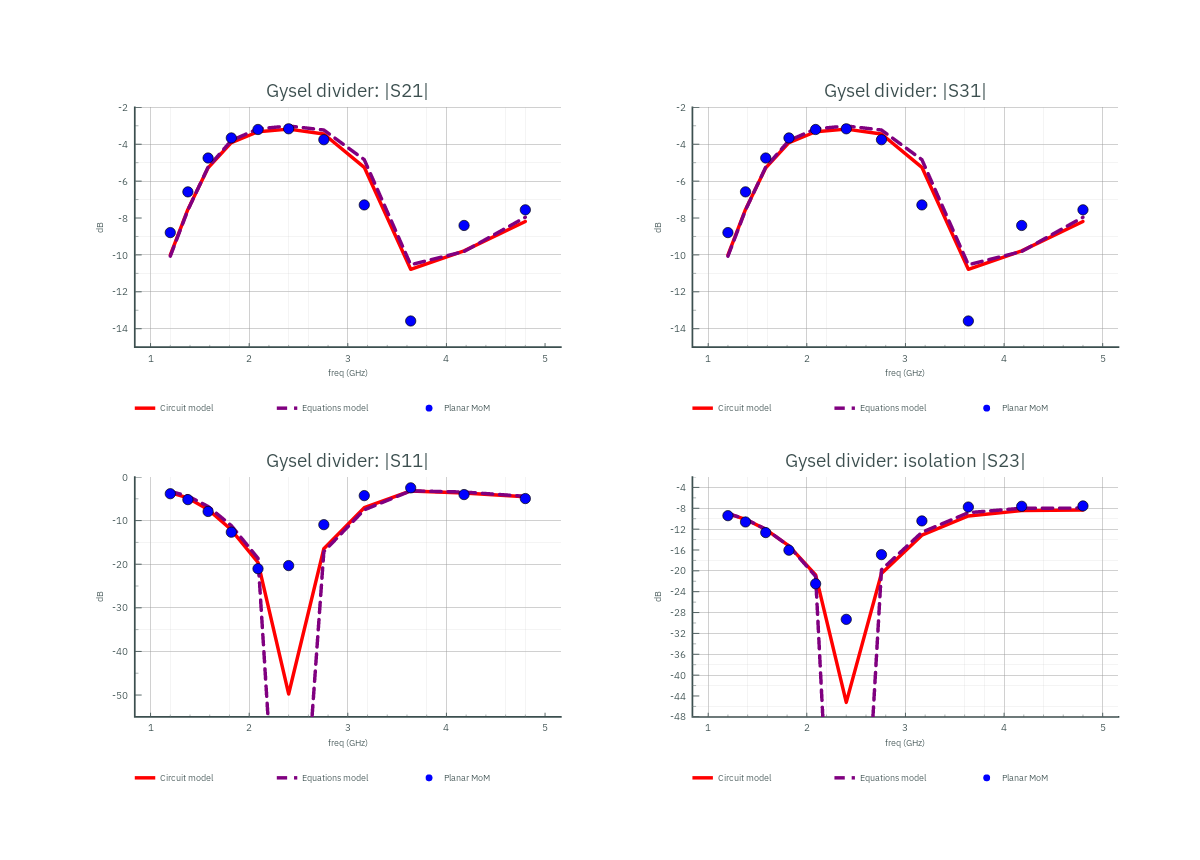 Gysel divider: |S21|
-2
-4
-6
-8
-10
-12
-14
dB
1 2 3 4 5
freq (GHz)
Circuit model Equations model Planar MoM
Gysel divider: |S31|
-2
-4
-6
-8
-10
-12
-14
dB
1 2 3 4 5
freq (GHz)
Circuit model Equations model Planar MoM
Gysel divider: |S11|
0
-10
-20
-30
-40
-50
dB
1 2 3 4 5
freq (GHz)
Circuit model Equations model Planar MoM
Gysel divider: isolation |S23|
-4
-8
-12
-16
-20
-24
-28
-32
-36
-40
-44
-48
dB
1 2 3 4 5
freq (GHz)
Circuit model Equations model Planar MoM